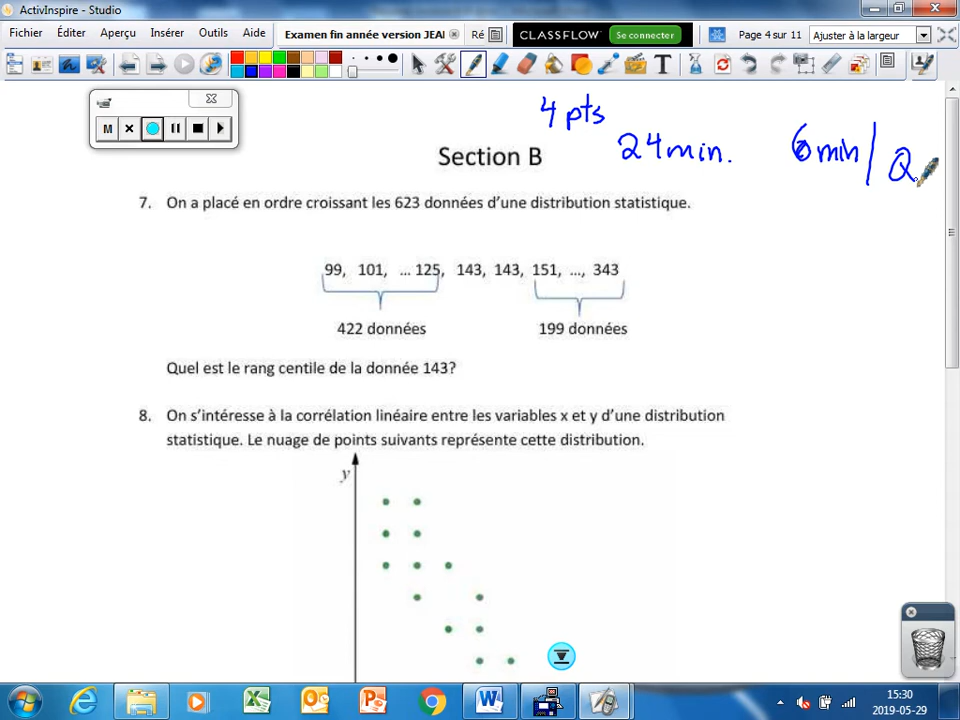 ActivInspire - Studio
Fichier Éditer Aperçu Insérer Outils Aide Examen fin année version JEAN Ré CLASSFLOW Se connecter Page 4 sur 11 Ajuster à la largeur
4 pts
24 min. 6 min / Q.
M
Section B
7. On a placé en ordre croissant les 623 données d'une distribution statistique.
99, 101, ... 125, 143, 143, 151, ..., 343
422 données 199 données
Quel est le rang centile de la donnée 143?
8. On s'intéresse à la corrélation linéaire entre les variables x et y d'une distribution
statistique. Le nuage de points suivants représente cette distribution.
y
15:30
2019-05-29